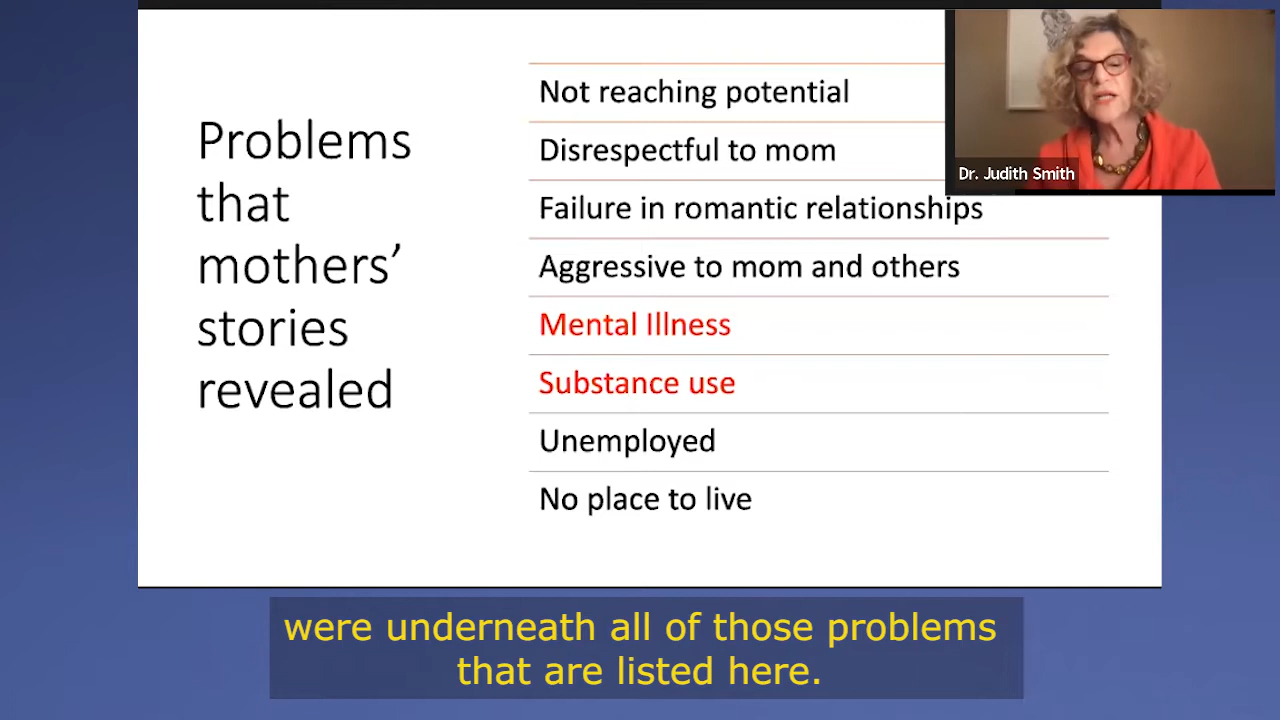 Problems
that
mothers’
stories
revealed
Not reaching potential
Disrespectful to mom
Failure in romantic relationships
Aggressive to mom and others
Mental Illness
Substance use
Unemployed
No place to live
Dr. Judith Smith
were underneath all of those problems
that are listed here.